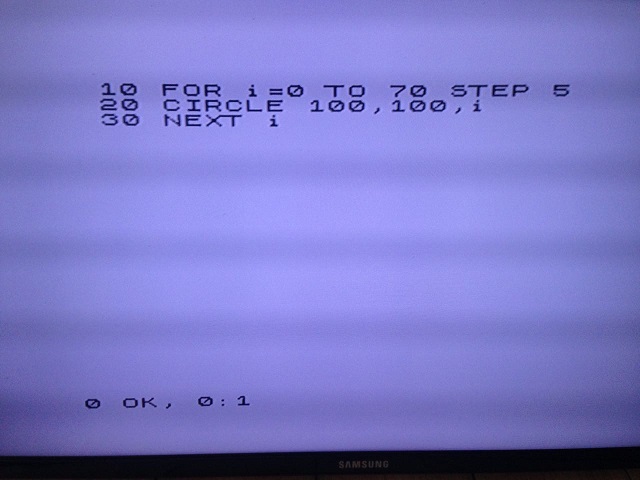 10 FOR i=0 TO 70 STEP 5
20 CIRCLE 100,100,i
30 NEXT i
0 OK, 0:1
SAMSUNG